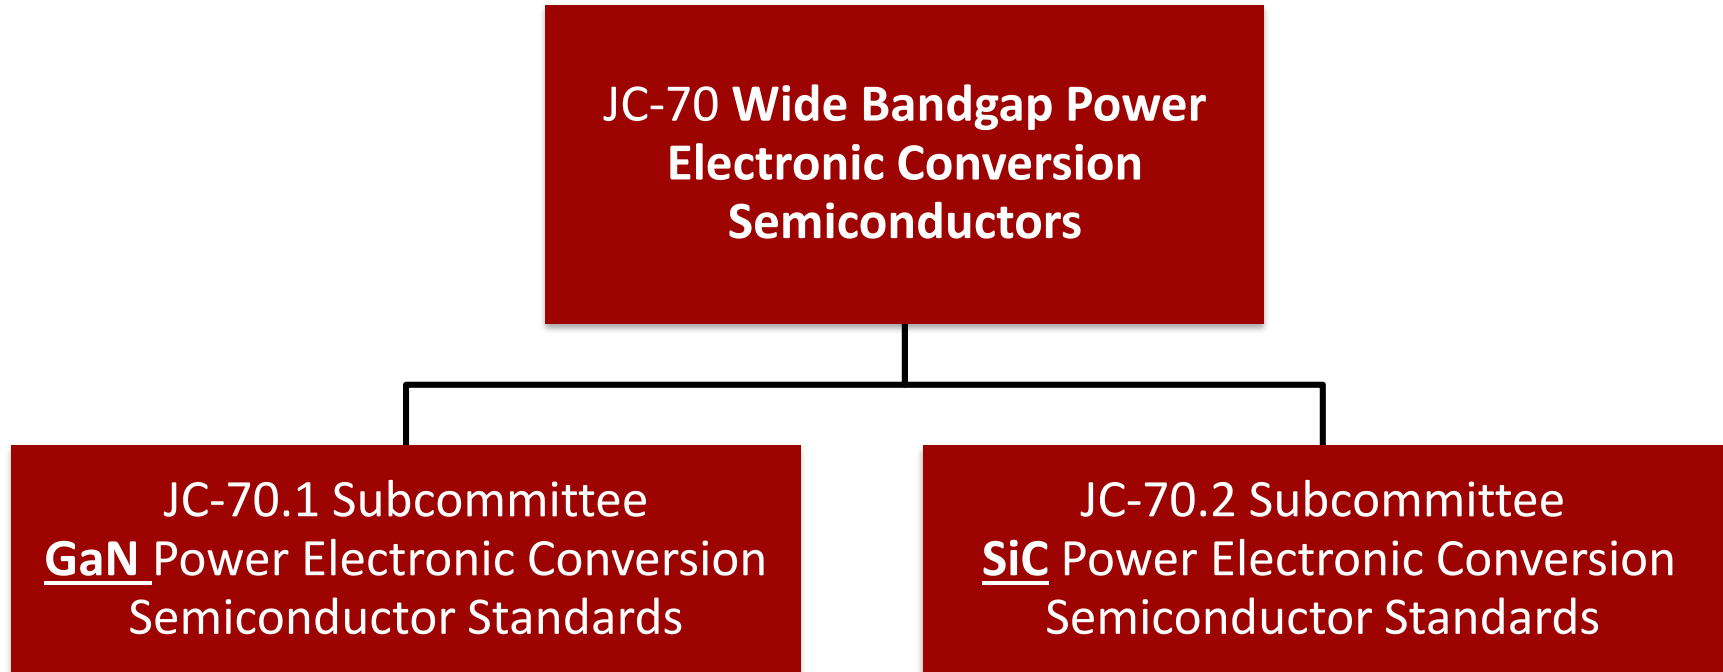 JC-70 Wide Bandgap Power
Electronic Conversion
Semiconductors
JC-70.1 Subcommittee
GaN Power Electronic Conversion
Semiconductor Standards
JC-70.2 Subcommittee
SiC Power Electronic Conversion
Semiconductor Standards